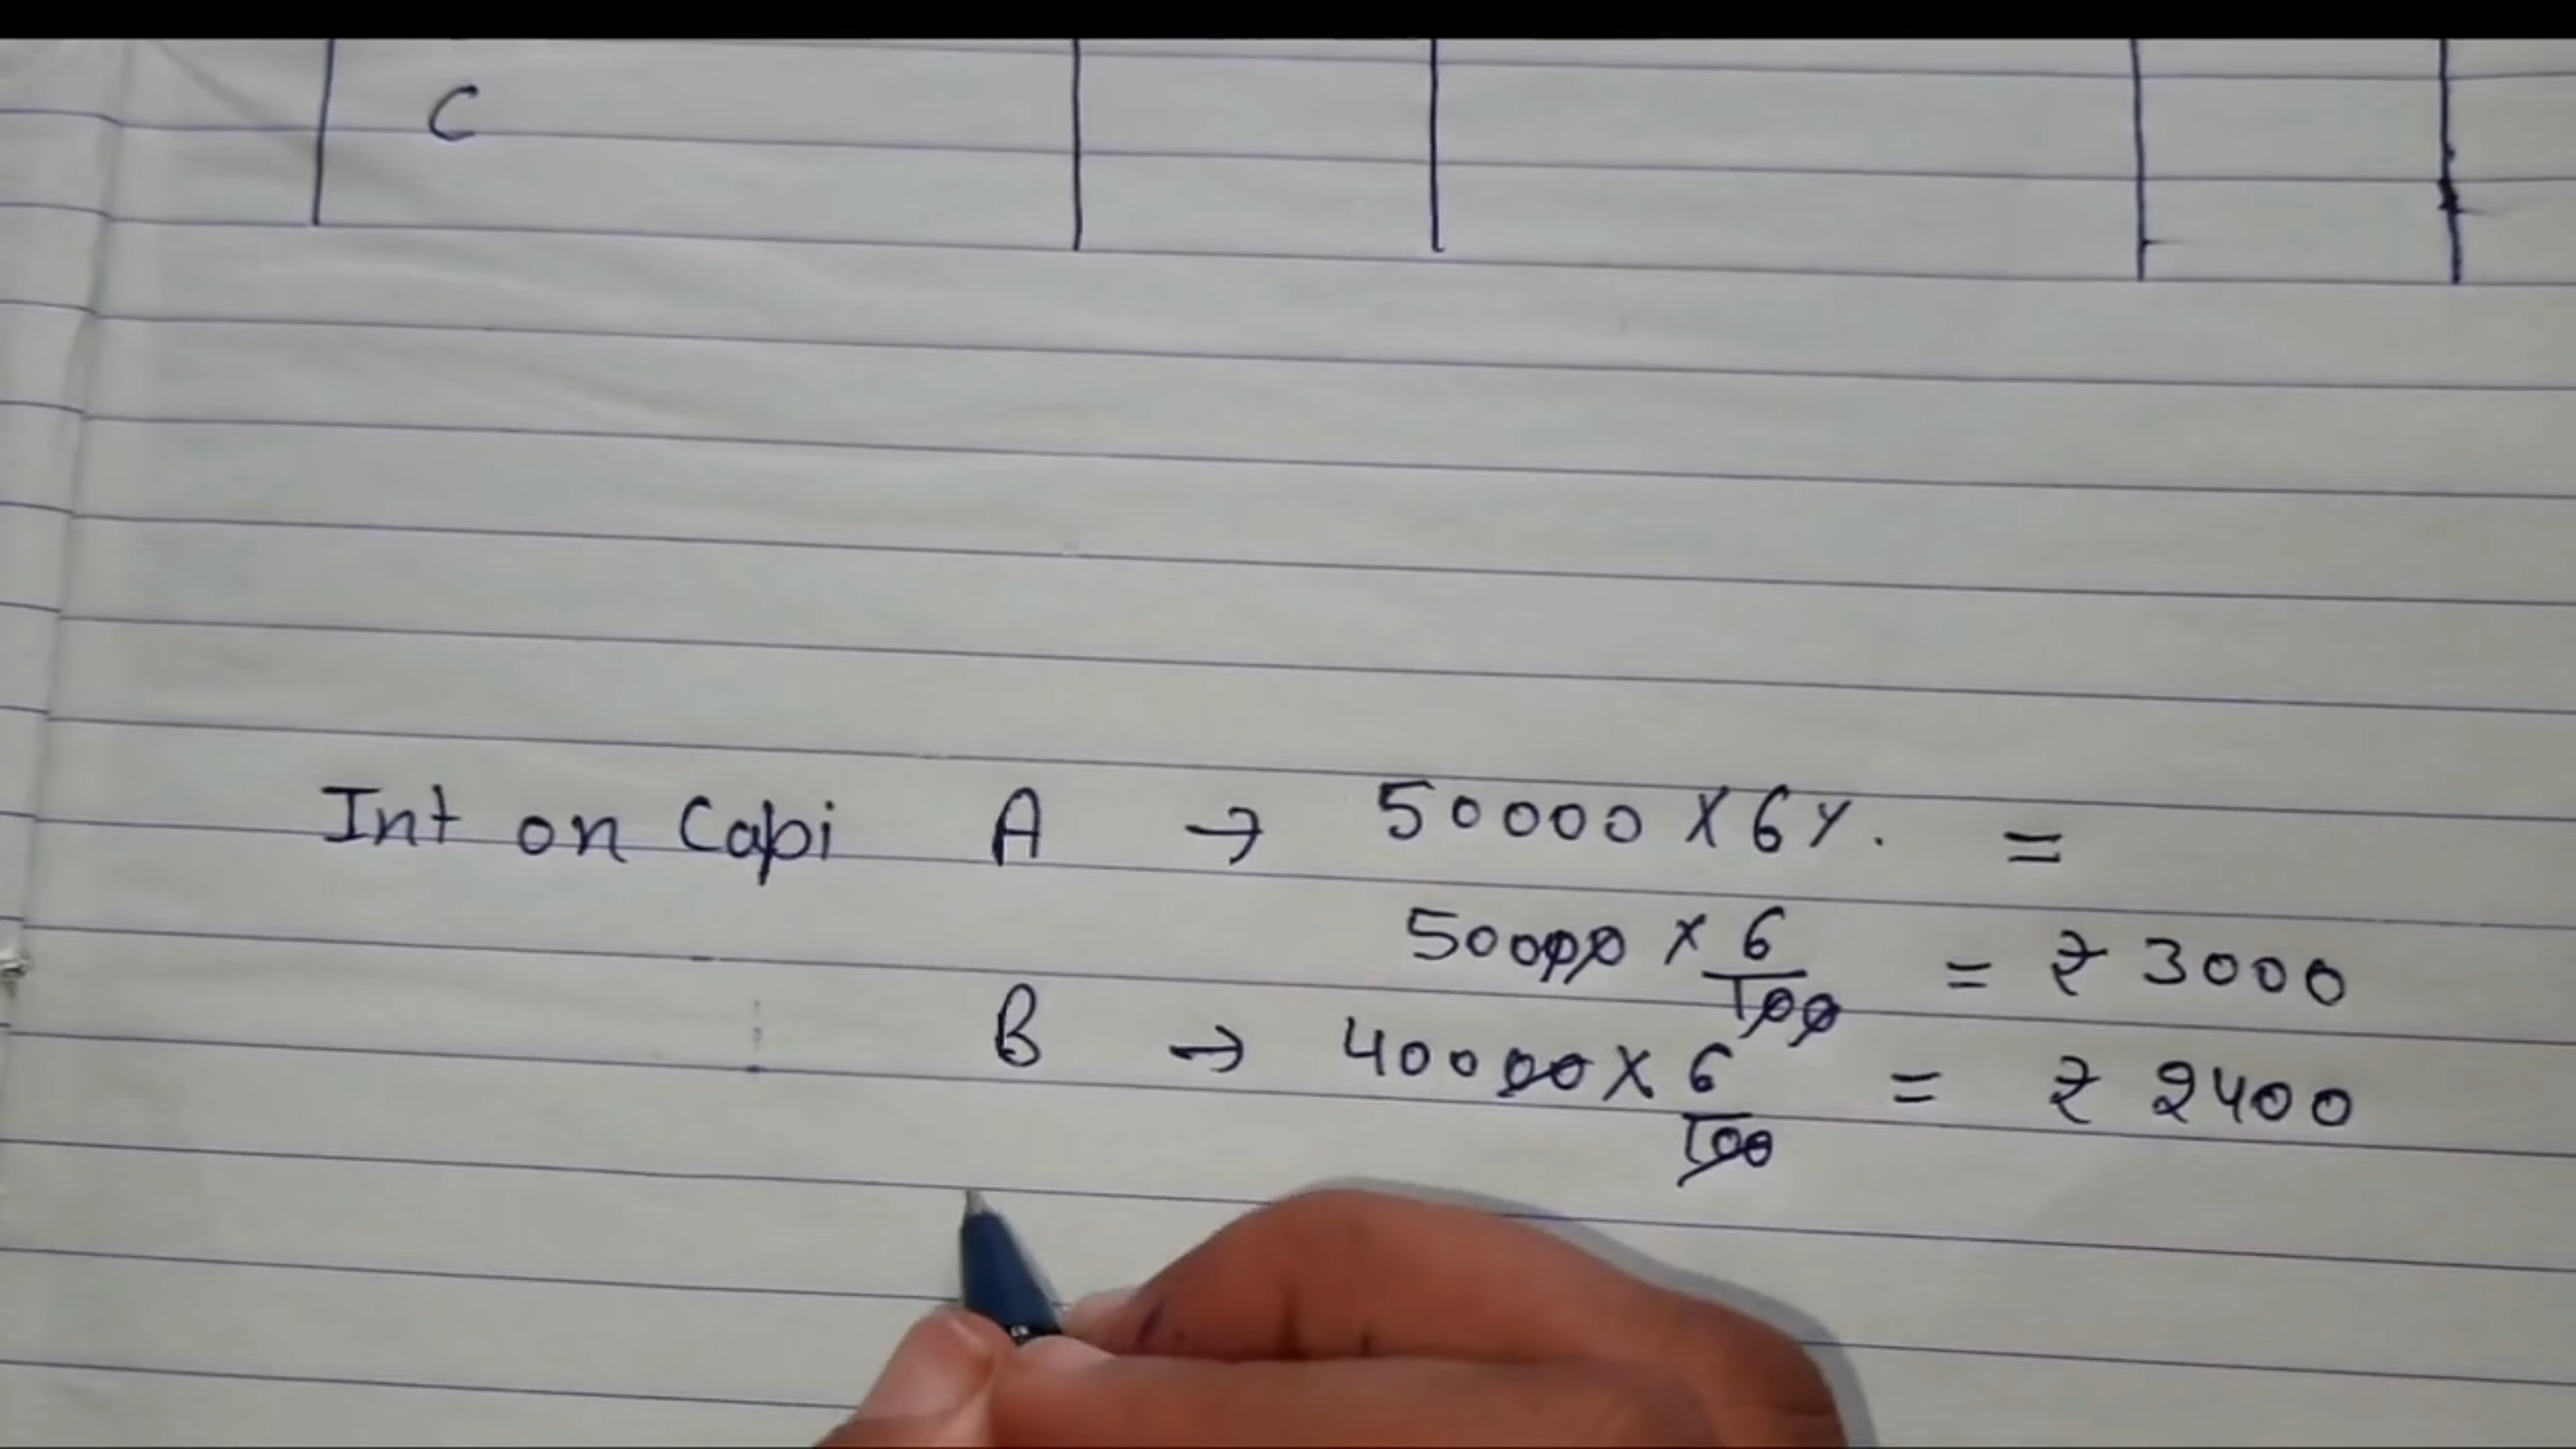 C
Int on Capi A → 50000 X 6%. =
50000 x 6/100 = ₹ 3000
B → 40000 X 6/100 = ₹ 2400